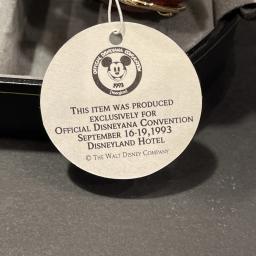 OFFICIAL DISNEYANA CONVENTION
1993
Disneyland
THIS ITEM WAS PRODUCED
EXCLUSIVELY FOR
OFFICIAL DISNEYANA CONVENTION
SEPTEMBER 16-19,1993
DISNEYLAND HOTEL
© THE WALT DISNEY COMPANY